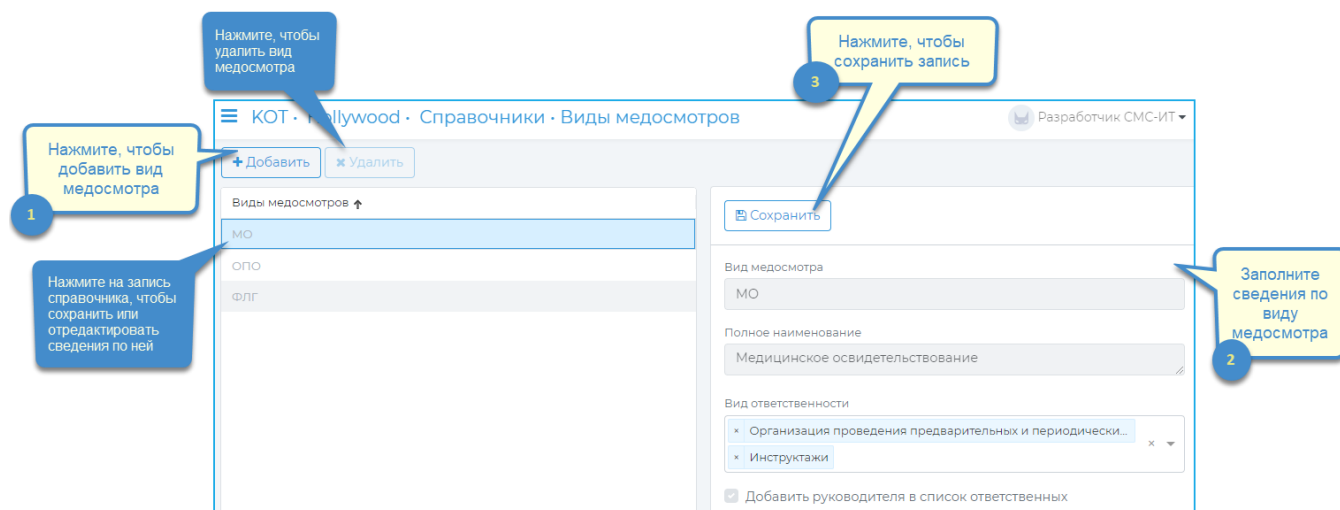 Нажмите, чтобы
удалить вид
медосмотра
Нажмите, чтобы
сохранить запись
3
КОТ · Hollywood · Справочники · Виды медосмотров
Разработчик СМС-ИТ
Нажмите, чтобы
добавить вид
медосмотра
1
Добавить
Удалить
Виды медосмотров
МО
ОПО
ФЛГ
Нажмите на запись
справочника, чтобы
сохранить или
отредактировать
сведения по ней
Сохранить
Вид медосмотра
МО
Полное наименование
Медицинское освидетельствование
Вид ответственности
× Организация проведения предварительных и периодически...
× Инструктажи
Добавить руководителя в список ответственных
Заполните
сведения по
виду
медосмотра
2